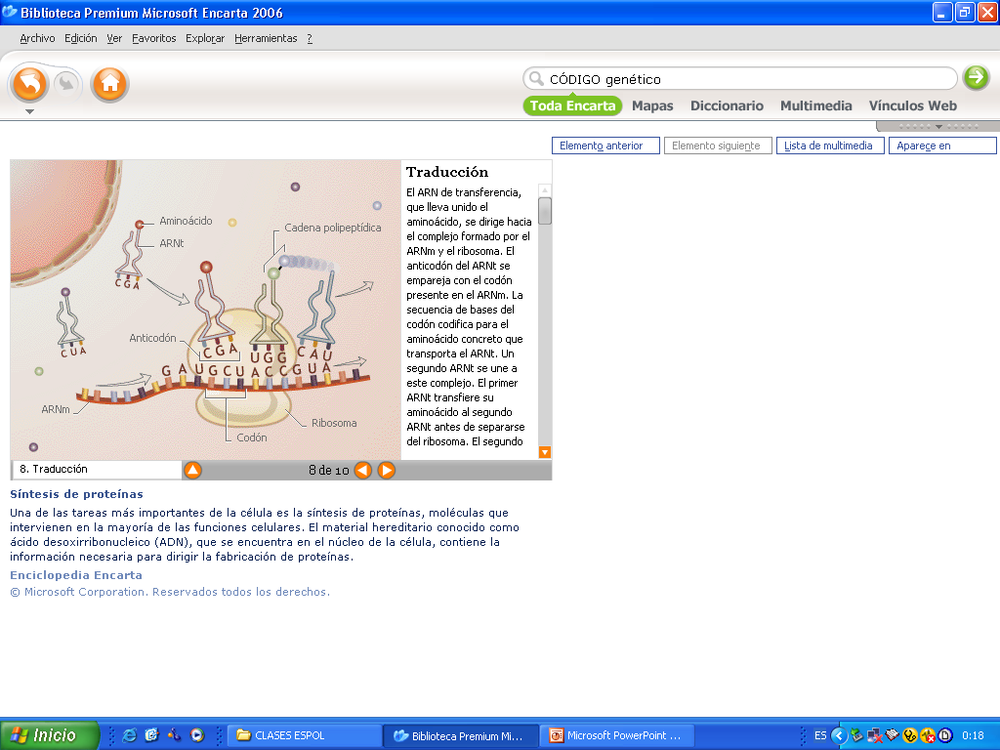 Biblioteca Premium Microsoft Encarta 2006
Archivo Edición Ver Favoritos Explorar Herramientas ?
CÓDIGO genético
Toda Encarta Mapas Diccionario Multimedia Vínculos Web
Elemento anterior Elemento siguiente Lista de multimedia Aparece en
Aminoácido
ARNt
CGA
Cadena polipeptídica
CUA
Anticodón
CGA UGG CAU
GAUGCUACCGUA
ARNm
Ribosoma
Codón
Traducción
El ARN de transferencia,
que lleva unido el
aminoácido, se dirige hacia
el complejo formado por el
ARNm y el ribosoma. El
anticodón del ARNt se
empareja con el codón
presente en el ARNm. La
secuencia de bases del
codón codifica para el
aminoácido concreto que
transporta el ARNt. Un
segundo ARNt se une a
este complejo. El primer
ARNt transfiere su
aminoácido al segundo
ARNt antes de separarse
del ribosoma. El segundo
8. Traducción
8 de 10
Síntesis de proteínas
Una de las tareas más importantes de la célula es la síntesis de proteínas, moléculas que
intervienen en la mayoría de las funciones celulares. El material hereditario conocido como
ácido desoxirribonucleico (ADN), que se encuentra en el núcleo de la célula, contiene la
información necesaria para dirigir la fabricación de proteínas.
Enciclopedia Encarta
© Microsoft Corporation. Reservados todos los derechos.
Inicio CLASES ESPOL Biblioteca Premium Mi... Microsoft PowerPoint ... ES 0:18